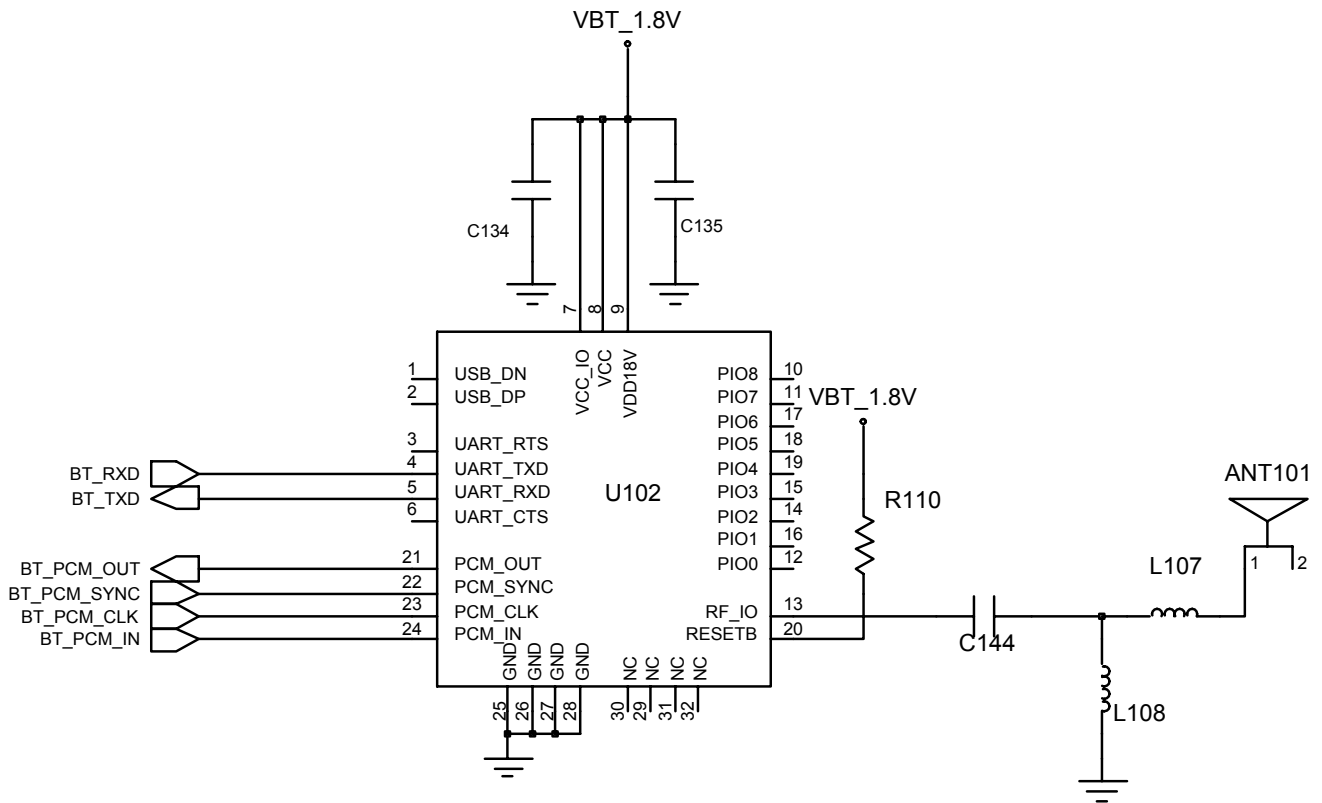 VBT_1.8V
C134
C135
7
8
9
VCC_IO
VCC
VDD18V
1
USB_DN
2
USB_DP
3
UART_RTS
BT_RXD
4
UART_TXD
BT_TXD
5
UART_RXD
6
UART_CTS
BT_PCM_OUT
21
PCM_OUT
BT_PCM_SYNC
22
PCM_SYNC
BT_PCM_CLK
23
PCM_CLK
BT_PCM_IN
24
PCM_IN
U102
PIO8
10
PIO7
11
PIO6
17
PIO5
18
PIO4
19
PIO3
15
PIO2
14
PIO1
16
PIO0
12
RF_IO
13
RESETB
20
GND
GND
GND
GND
NC
NC
NC
NC
25
26
27
28
30
29
31
32
VBT_1.8V
R110
C144
L107
L108
ANT101
1
2